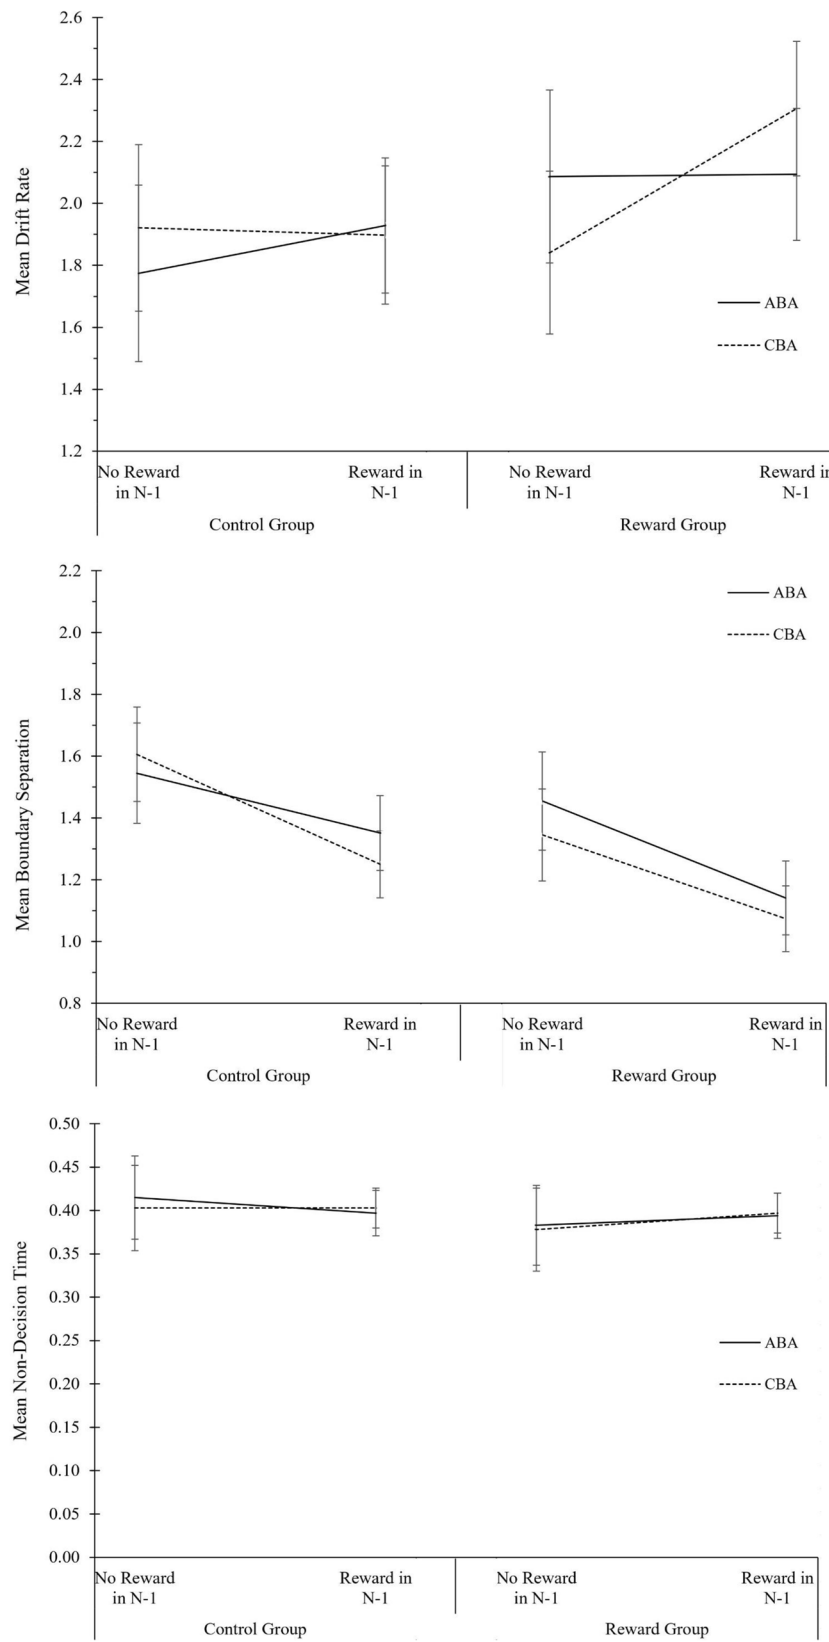 2.6
2.4
2.2
2.0
1.8
1.6
1.4
1.2
Mean Drift Rate
ABA
CBA
No Reward
in N-1
Reward in
N-1
No Reward
in N-1
Reward in
N-1
Control Group
Reward Group
2.2
2.0
1.8
1.6
1.4
1.2
1.0
0.8
Mean Boundary Separation
ABA
CBA
No Reward
in N-1
Reward in
N-1
No Reward
in N-1
Reward in
N-1
Control Group
Reward Group
0.50
0.45
0.40
0.35
0.30
0.25
0.20
0.15
0.10
0.05
0.00
Mean Non-Decision Time
ABA
CBA
No Reward
in N-1
Reward in
N-1
No Reward
in N-1
Reward in
N-1
Control Group
Reward Group